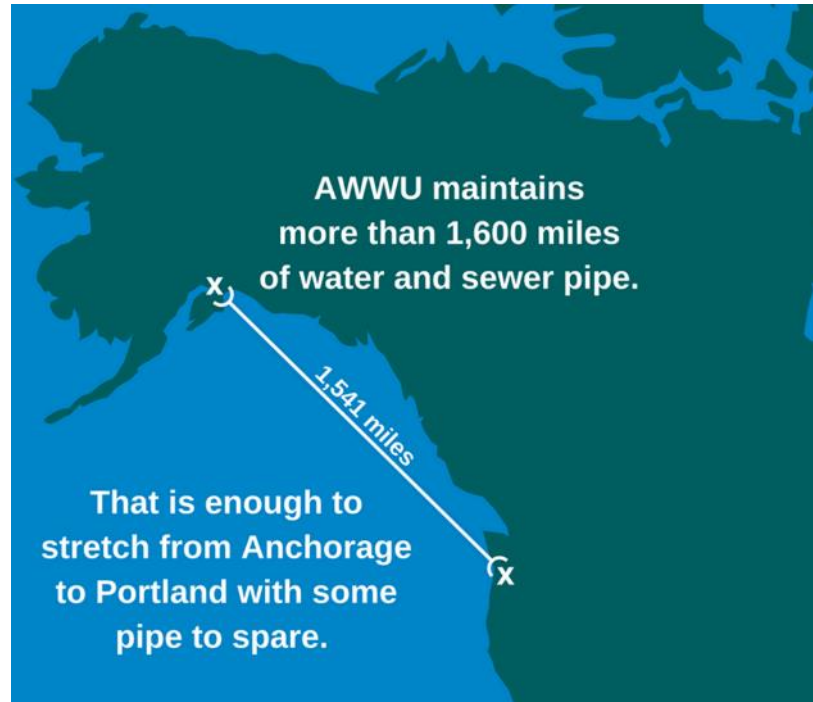 AWWU maintains
more than 1,600 miles
of water and sewer pipe.
x
1,541 miles
That is enough to
stretch from Anchorage
to Portland with some
pipe to spare.
x